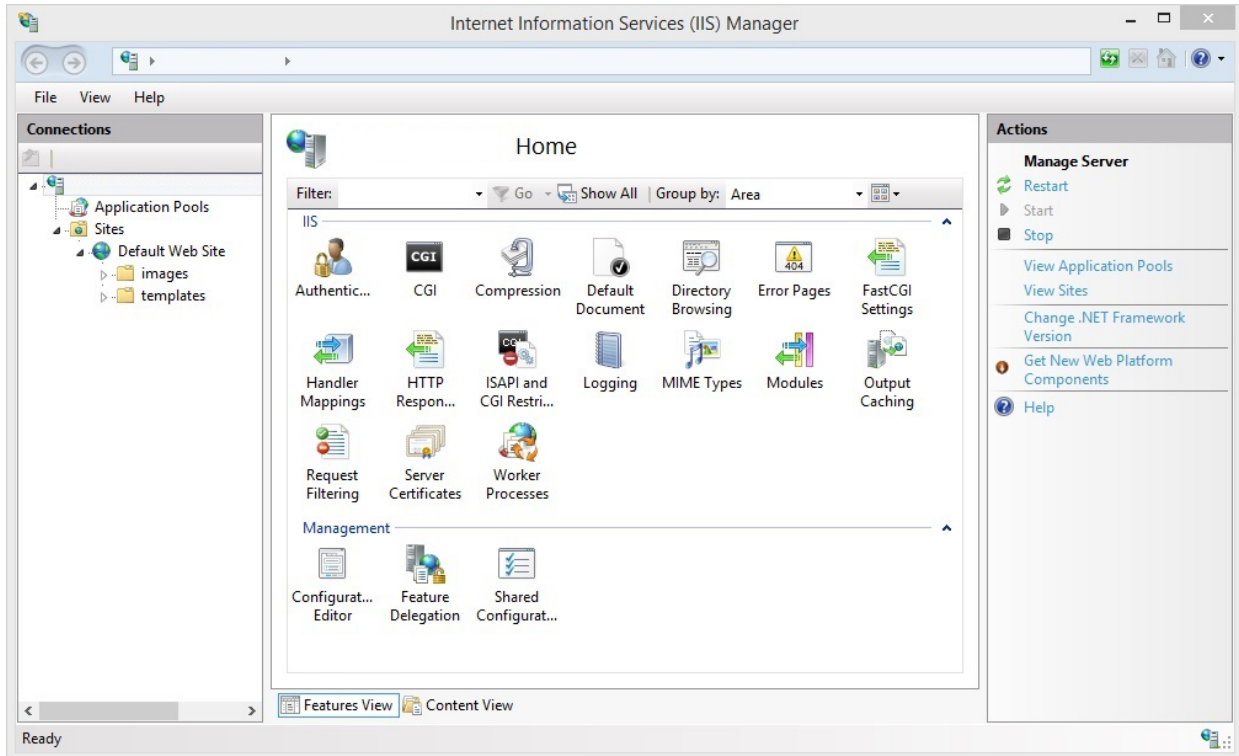 Internet Information Services (IIS) Manager
File View Help
Connections
Application Pools
Sites
Default Web Site
images
templates
Home
Filter: Go Show All Group by: Area
IIS
Authentic... CGI Compression Default Document Directory Browsing Error Pages 404 FastCGI Settings
Handler Mappings HTTP Respon... ISAPI and CGI Restri... Logging MIME Types Modules Output Caching
Request Filtering Server Certificates Worker Processes
Management
Configurat... Editor Feature Delegation Shared Configurat...
Features View Content View
Actions
Manage Server
Restart
Start
Stop
View Application Pools
View Sites
Change .NET Framework
Version
Get New Web Platform
Components
Help
Ready